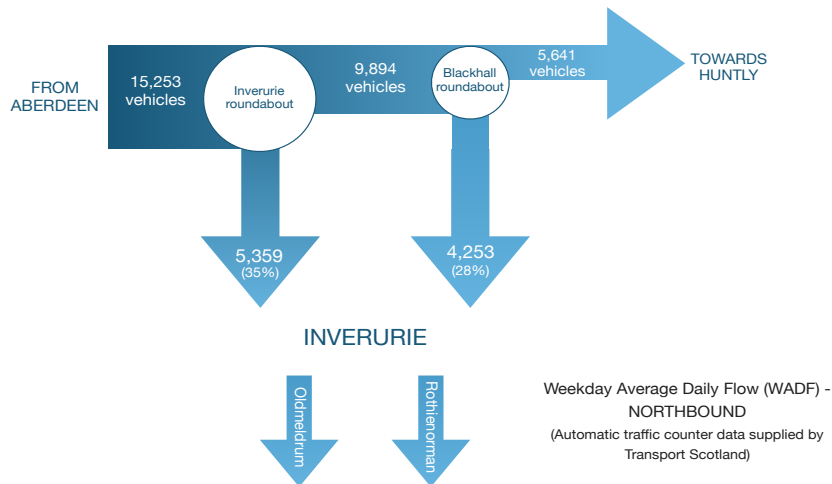 FROM
ABERDEEN
15,253
vehicles
Inverurie
roundabout
9,894
vehicles
Blackhall
roundabout
5,641
vehicles
TOWARDS
HUNTLY
5,359
(35%)
4,253
(28%)
INVERURIE
Oldmeldrum
Rothienorman
Weekday Average Daily Flow (WADF) -
NORTHBOUND
(Automatic traffic counter data supplied by
Transport Scotland)